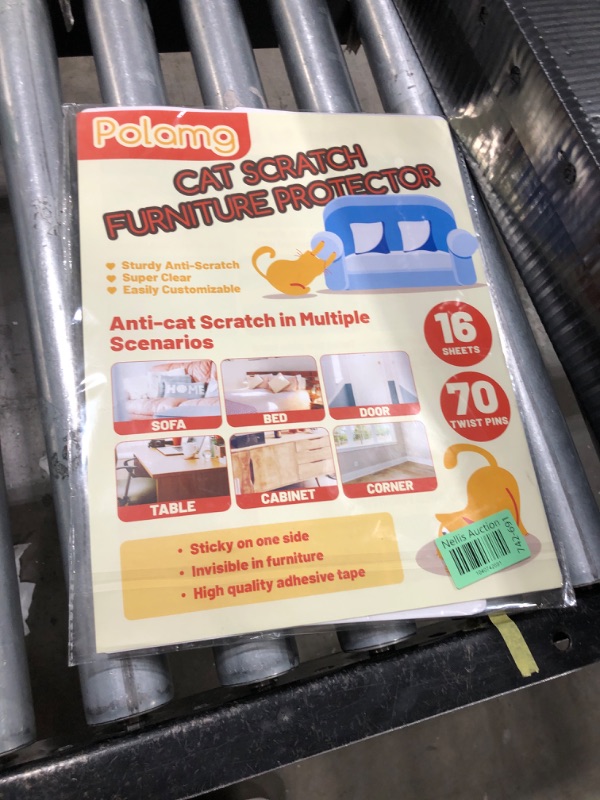 Polamg
CAT SCRATCH
FURNITURE PROTECTOR
Sturdy Anti-Scratch
Super Clear
Easily Customizable
Anti-cat Scratch in Multiple
Scenarios
16
SHEETS
70
TWIST PINS
HOME
SOFA
BED
DOOR
TABLE
CABINET
CORNER
• Sticky on one side
• Invisible in furniture
• High quality adhesive tape
Nellis Auction
742-691